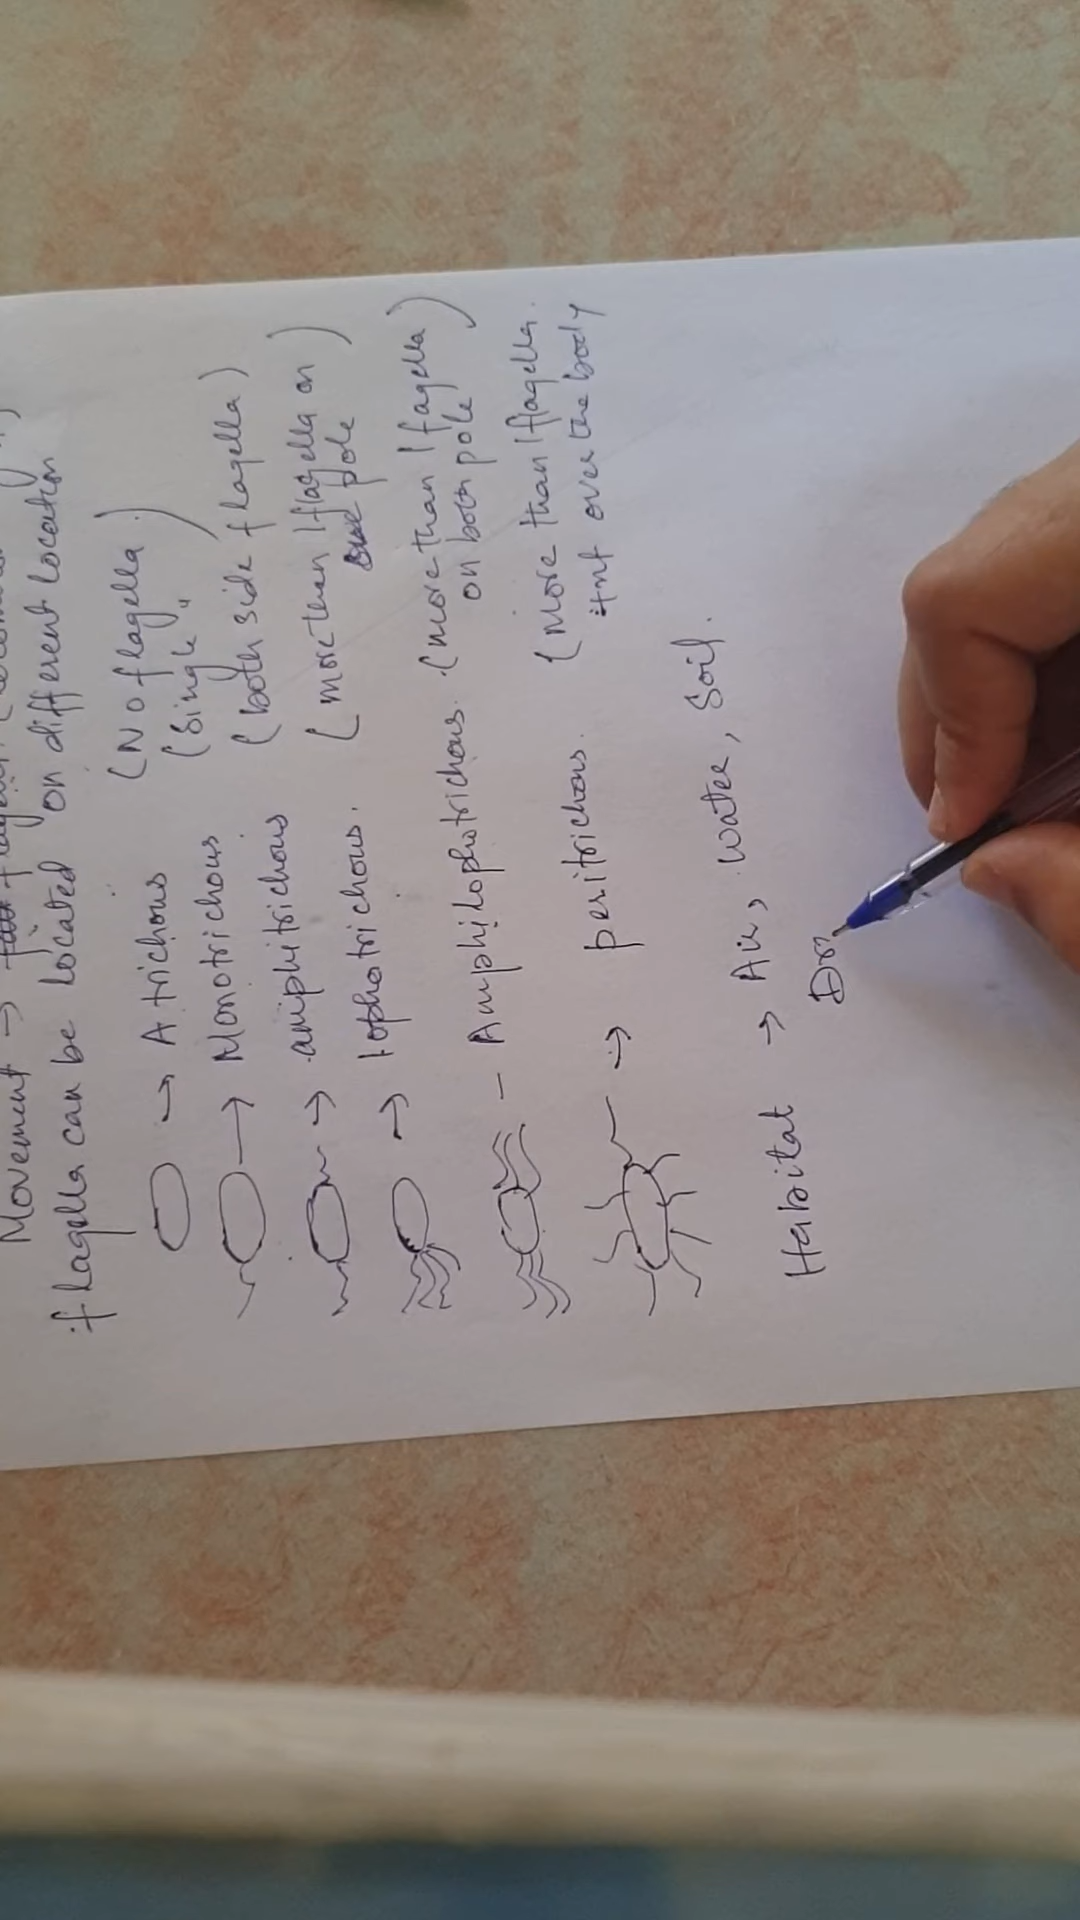 Movement →
flagella can be located on different location
→ Atrichous (No flagella)
→ Monotrichous (Single " )
→ amphitrichous (both side flagella)
→ lophotrichous. (more than 1 flagella on
one pole)
- Amphilophotrichous. (more than 1 flagella
on both pole)
→ peritrichous. (more than 1 flagella.
over the body
Habitat → Air, water, Soil.